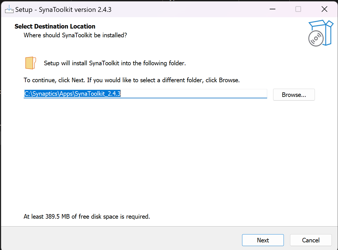 Setup - SynaToolkit version 2.4.3
Select Destination Location
Where should SynaToolkit be installed?
Setup will install SynaToolkit into the following folder.
To continue, click Next. If you would like to select a different folder, click Browse.
C:\Synaptics\Apps\SynaToolkit_2.4.3
Browse...
At least 389.5 MB of free disk space is required.
Next
Cancel